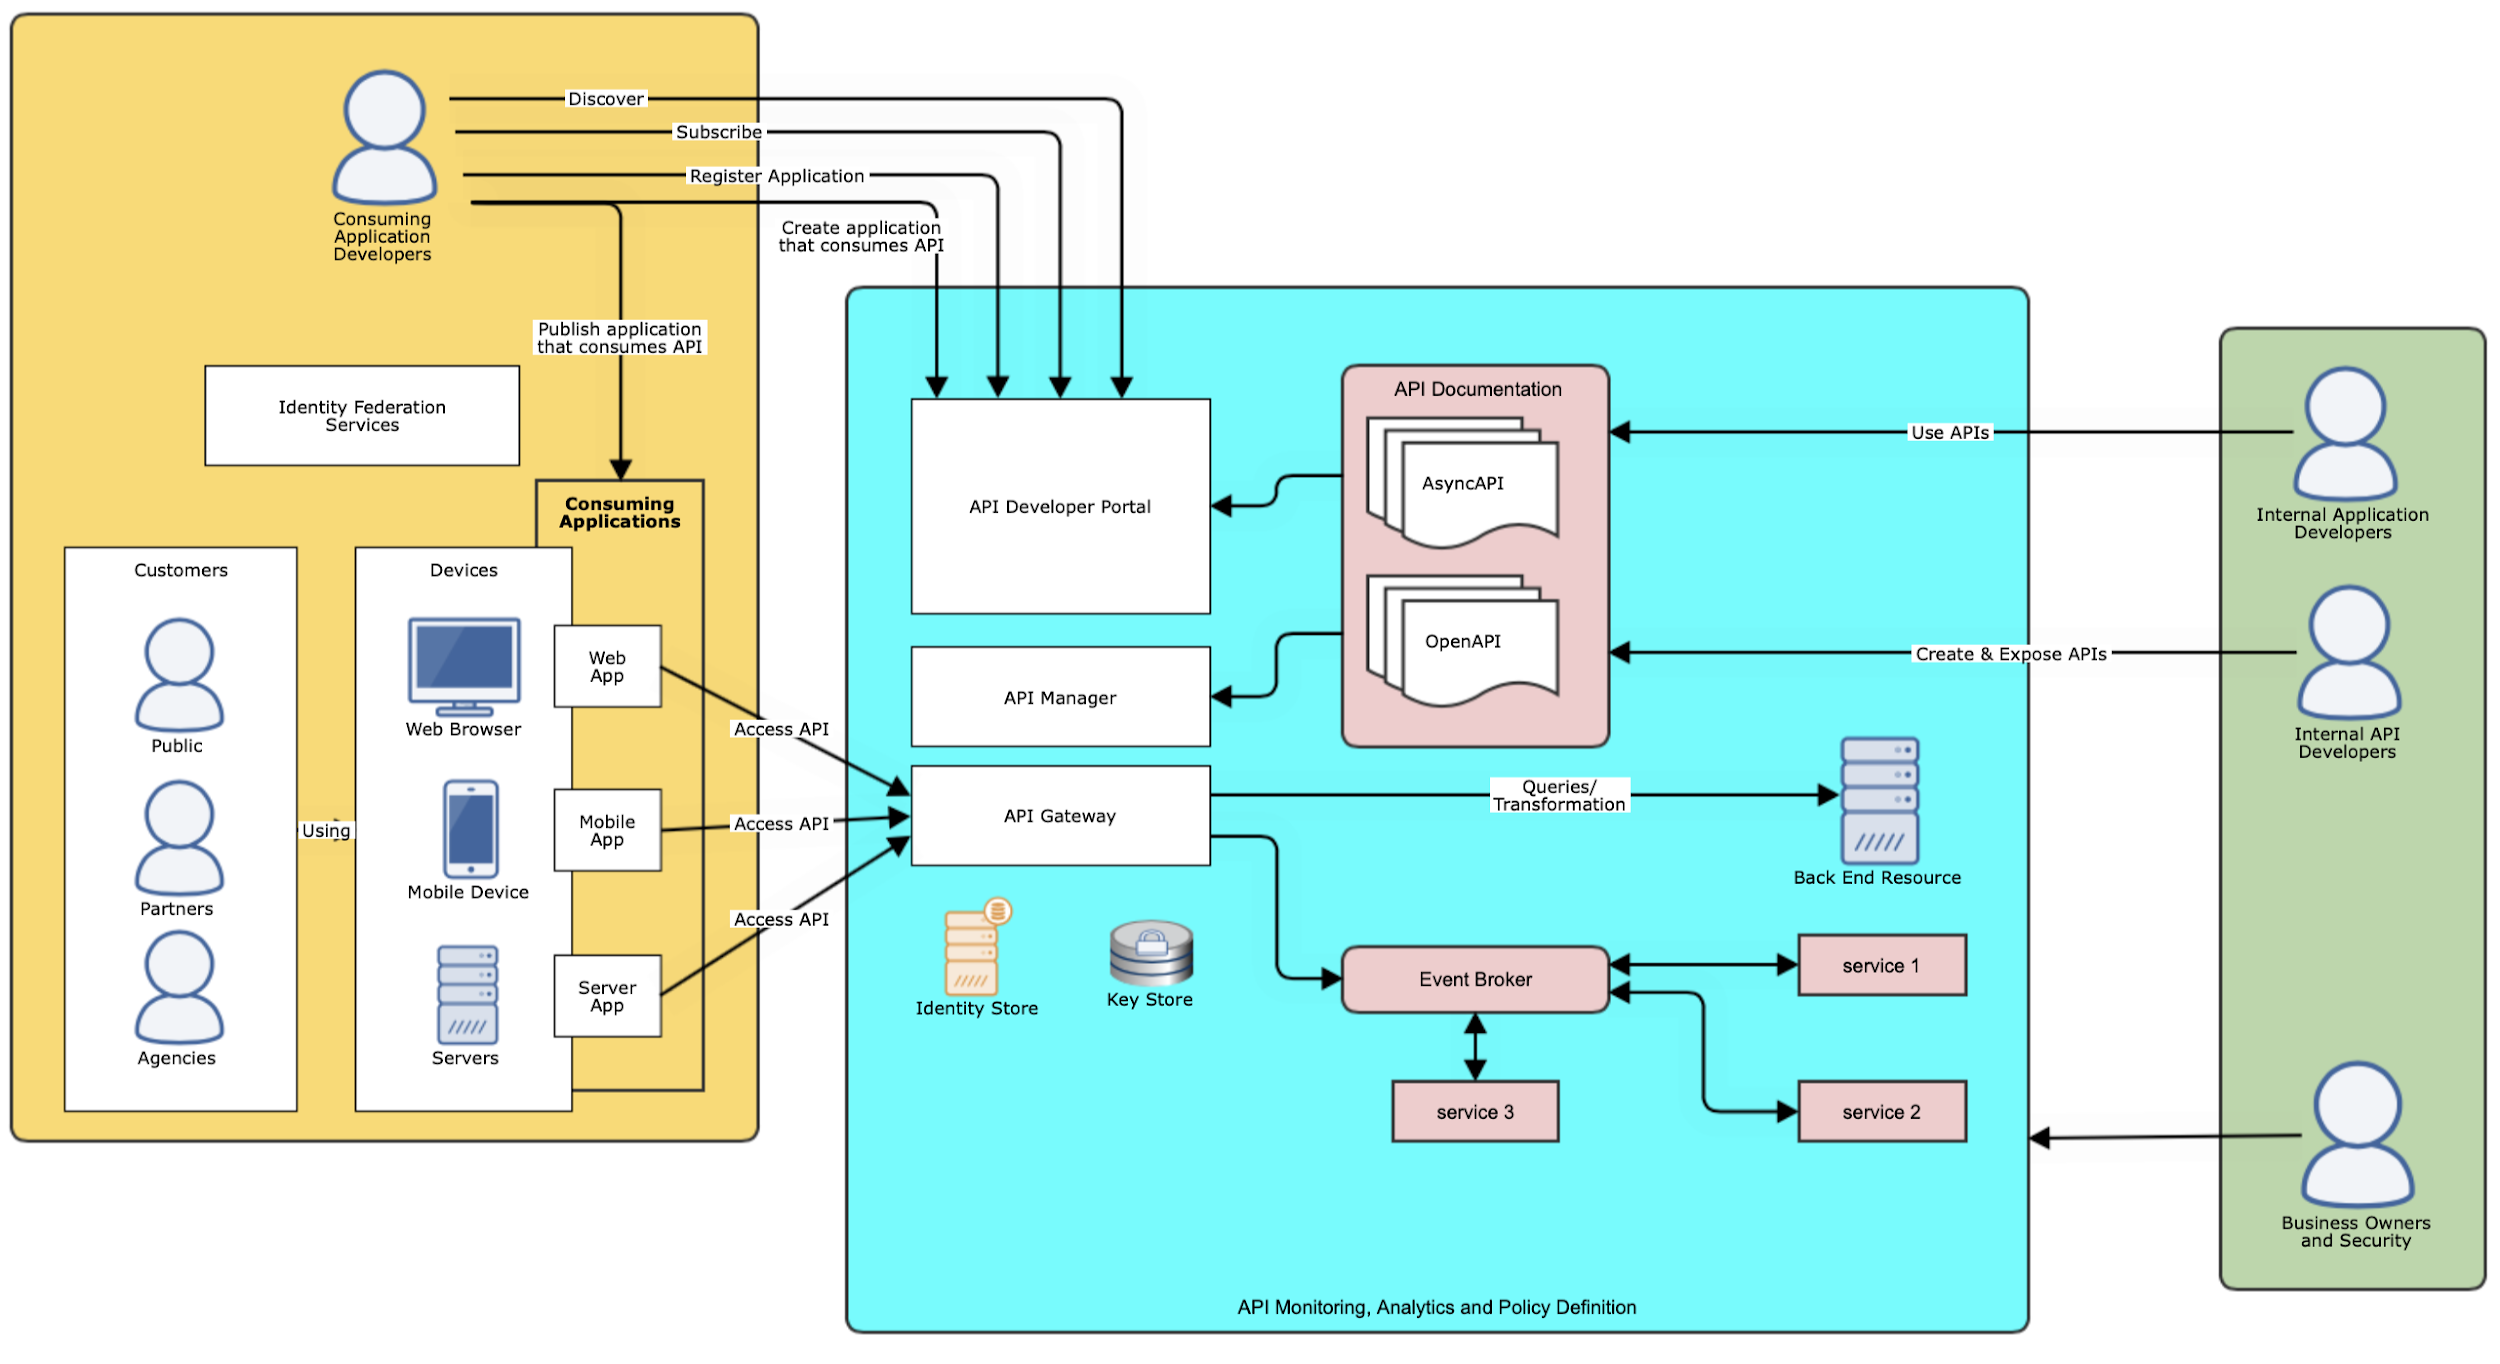 Discover
Subscribe
Register Application
Create application
that consumes API
Consuming
Application
Developers
Publish application
that consumes API
Identity Federation
Services
Consuming
Applications
Customers
Public
Partners
Agencies
Using
Devices
Web Browser
Mobile Device
Servers
Web
App
Mobile
App
Server
App
Access API
Access API
Access API
API Developer Portal
API Manager
API Gateway
Identity Store
Key Store
API Documentation
AsyncAPI
OpenAPI
Use APIs
Create & Expose APIs
Queries/
Transformation
Back End Resource
Event Broker
service 1
service 2
service 3
API Monitoring, Analytics and Policy Definition
Internal Application
Developers
Internal API
Developers
Business Owners
and Security